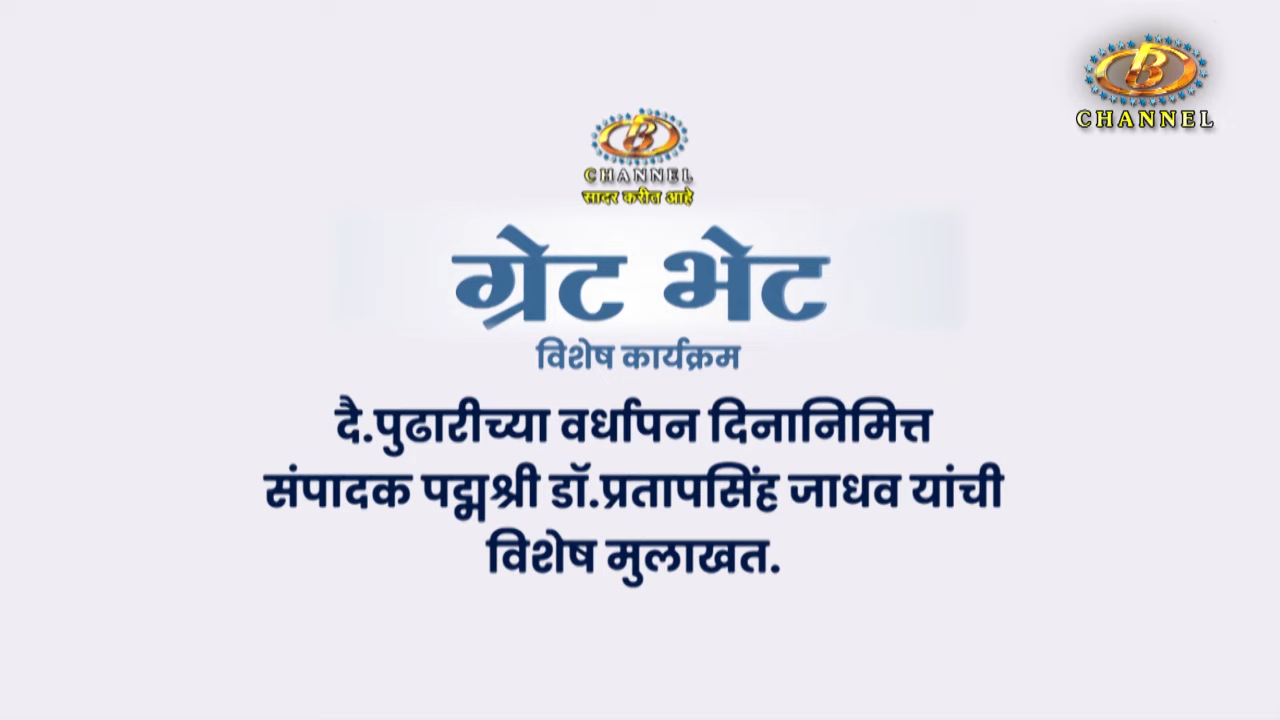 B
CHANNEL
B
CHANNEL
सादर करीत आहे
ग्रेट भेट
विशेष कार्यक्रम
दै.पुढारीच्या वर्धापन दिनानिमित्त
संपादक पद्मश्री डॉ.प्रतापसिंह जाधव यांची
विशेष मुलाखत.